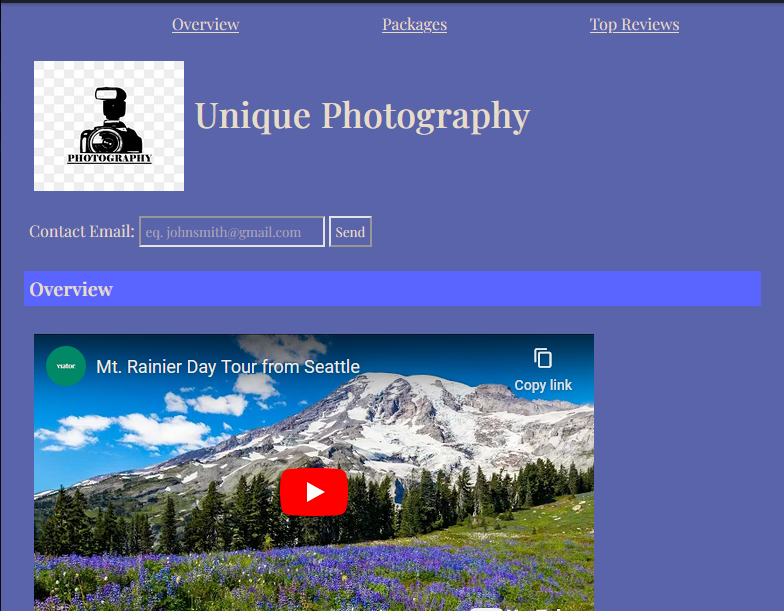 Overview Packages Top Reviews
PHOTOGRAPHY
Unique Photography
Contact Email: eq. johnsmith@gmail.com Send
Overview
viator Mt. Rainier Day Tour from Seattle
Copy link